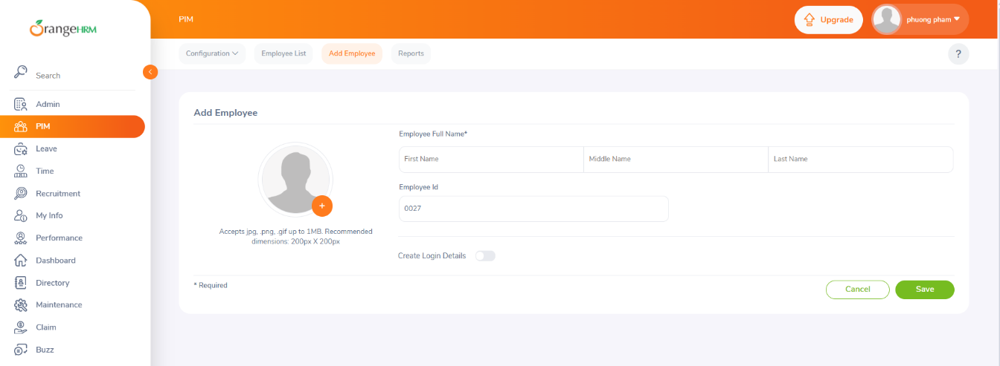 OrangeHRM
PIM
Upgrade
phuong pham
Search
Configuration
Employee List
Add Employee
Reports
?
Admin
PIM
Leave
Time
Recruitment
My Info
Performance
Dashboard
Directory
Maintenance
Claim
Buzz
Add Employee
Accepts jpg, .png, .gif up to 1MB. Recommended
dimensions: 200px X 200px
Employee Full Name*
First Name
Middle Name
Last Name
Employee Id
0027
Create Login Details
* Required
Cancel
Save